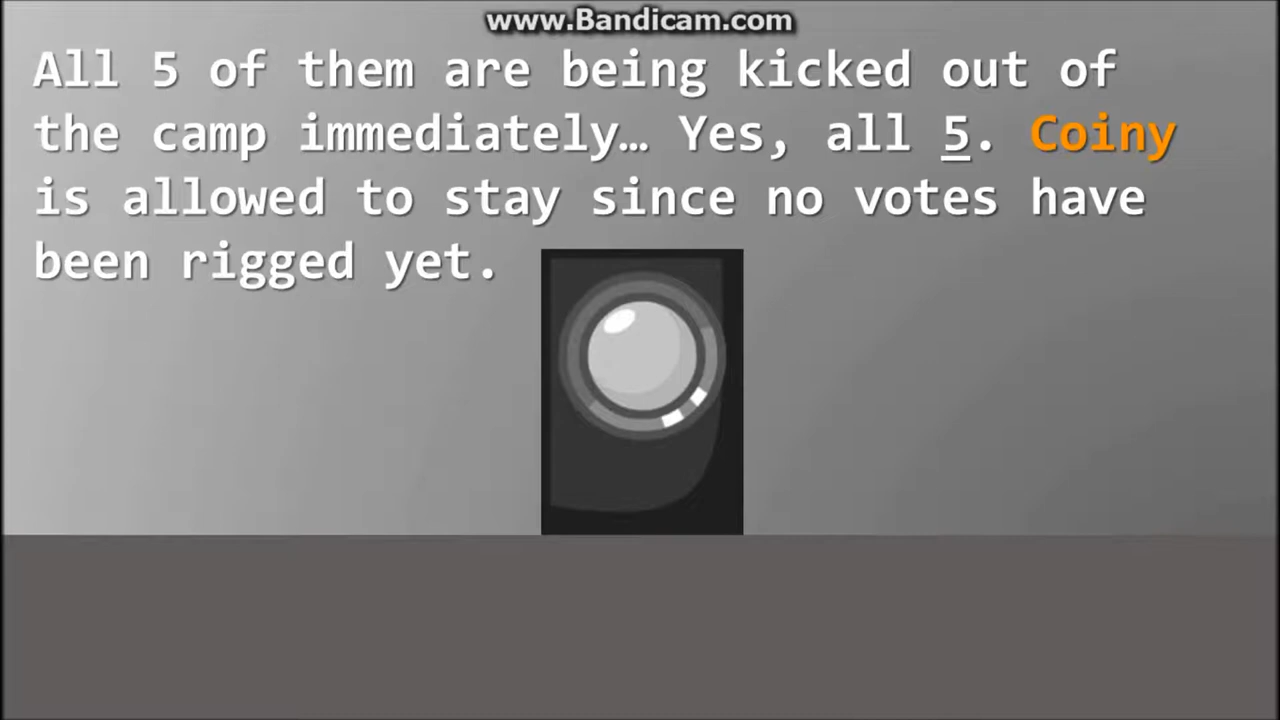 www.Bandicam.com
All 5 of them are being kicked out of
the camp immediately… Yes, all 5. Coiny
is allowed to stay since no votes have
been rigged yet.